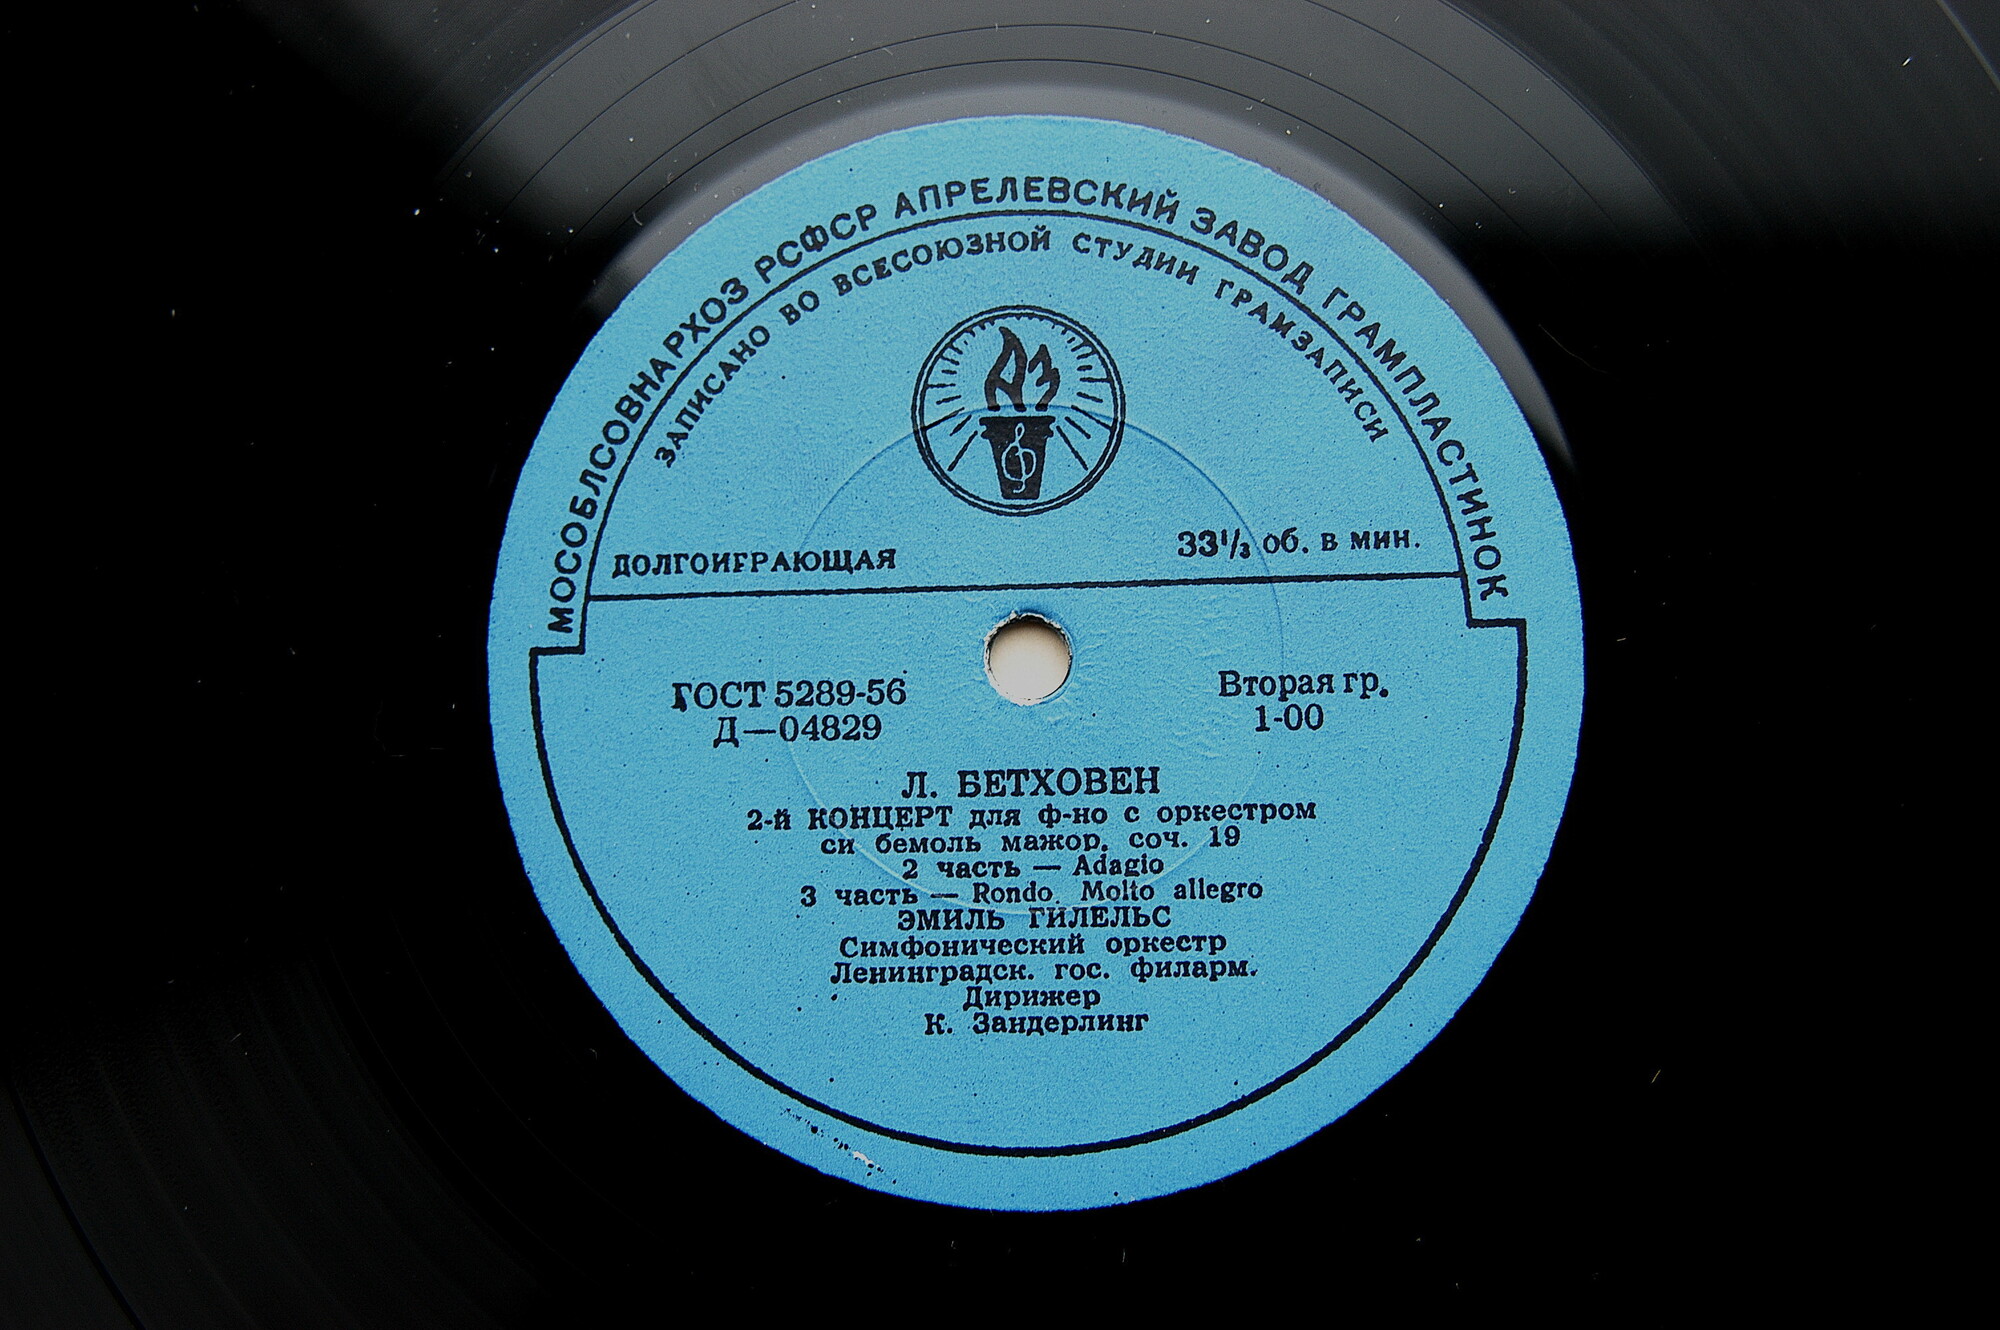 МОСОБЛСОВНАРХОЗ РСФСР АПРЕЛЕВСКИЙ ЗАВОД ГРАМПЛАСТИНОК
ЗАПИСАНО ВО ВСЕСОЮЗНОЙ СТУДИИ ГРАМЗАПИСИ
АЗ
ДОЛГОИГРАЮЩАЯ 33⅓ об. в мин.
ГОСТ 5289-56 Вторая гр.
Д—04829 1-00
Л. БЕТХОВЕН
2-й КОНЦЕРТ для ф-но с оркестром
си бемоль мажор, соч. 19
2 часть — Adagio
3 часть — Rondo. Molto allegro
ЭМИЛЬ ГИЛЕЛЬС
Симфонический оркестр
Ленинградск. гос. филарм.
Дирижер
К. Зандерлинг